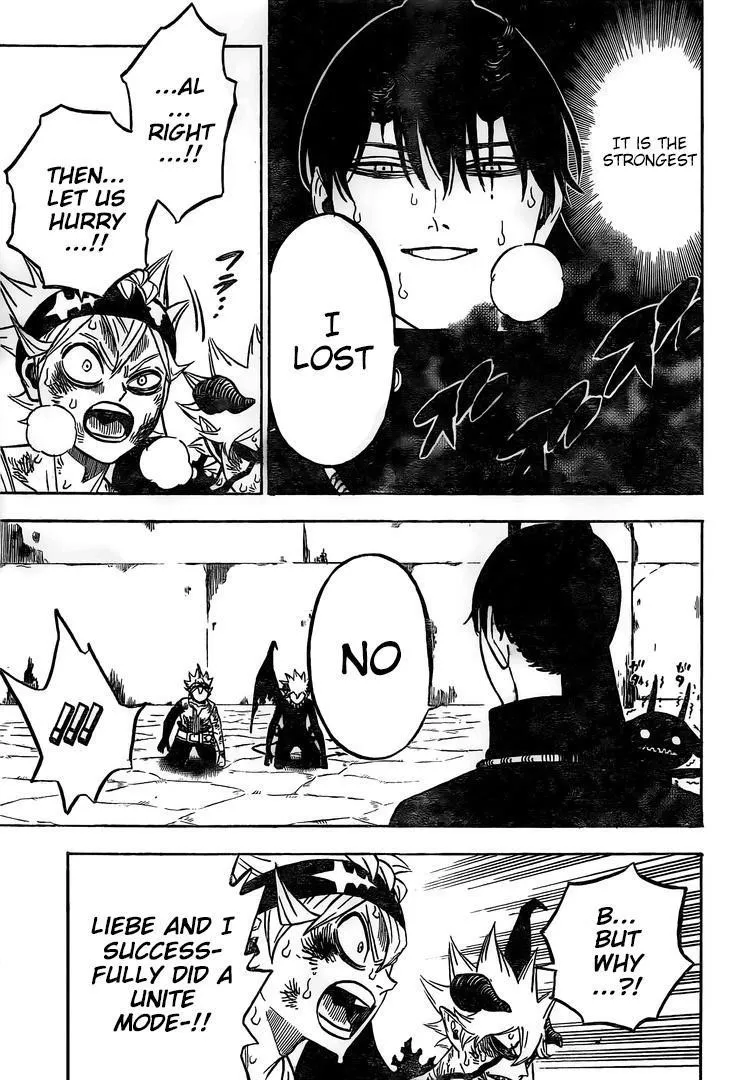 IT IS THE
STRONGEST
I
LOST
...AL
...
RIGHT
...!!
THEN...
LET US
HURRY
...!!
NO
!!!
B...
BUT WHY
...?!
LIEBE AND I
SUCCESS-
FULLY DID A
UNITE
MODE-!!